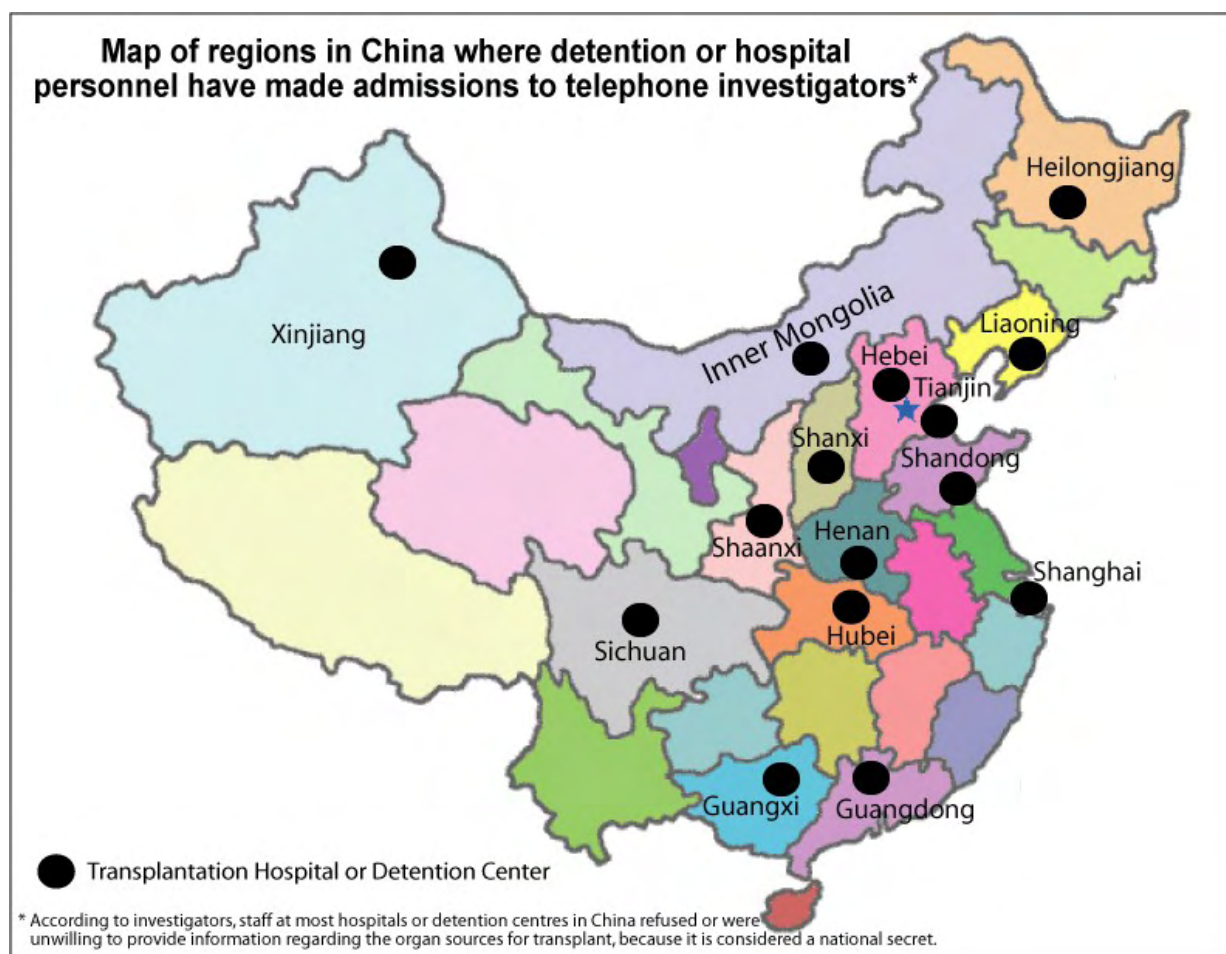 Map of regions in China where detention or hospital
personnel have made admissions to telephone investigators*
Heilongjiang
Xinjiang
Inner Mongolia
Liaoning
Hebei
Tianjin
Shanxi
Shandong
Shaanxi
Henan
Shanghai
Sichuan
Hubei
Guangxi
Guangdong
Transplantation Hospital or Detention Center
* According to investigators, staff at most hospitals or detention centres in China refused or were
unwilling to provide information regarding the organ sources for transplant, because it is considered a national secret.